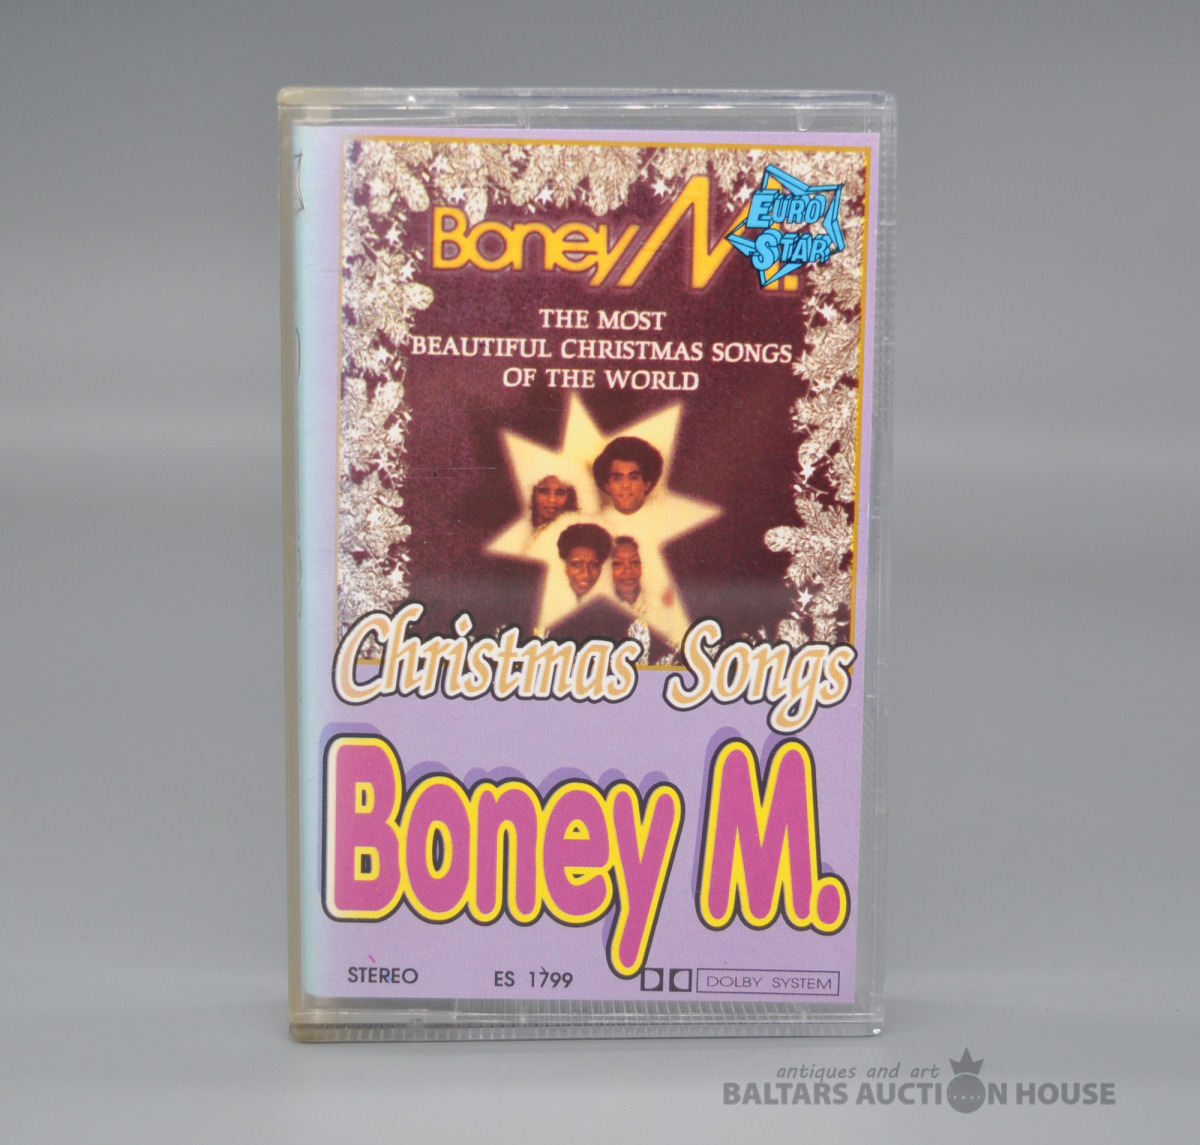 Boney M.
EURO
STAR
THE MOST
BEAUTIFUL CHRISTMAS SONGS
OF THE WORLD
Christmas Songs
Boney M.
STEREO ES 1799 DOLBY SYSTEM
antiques and art
BALTARS AUCTION HOUSE